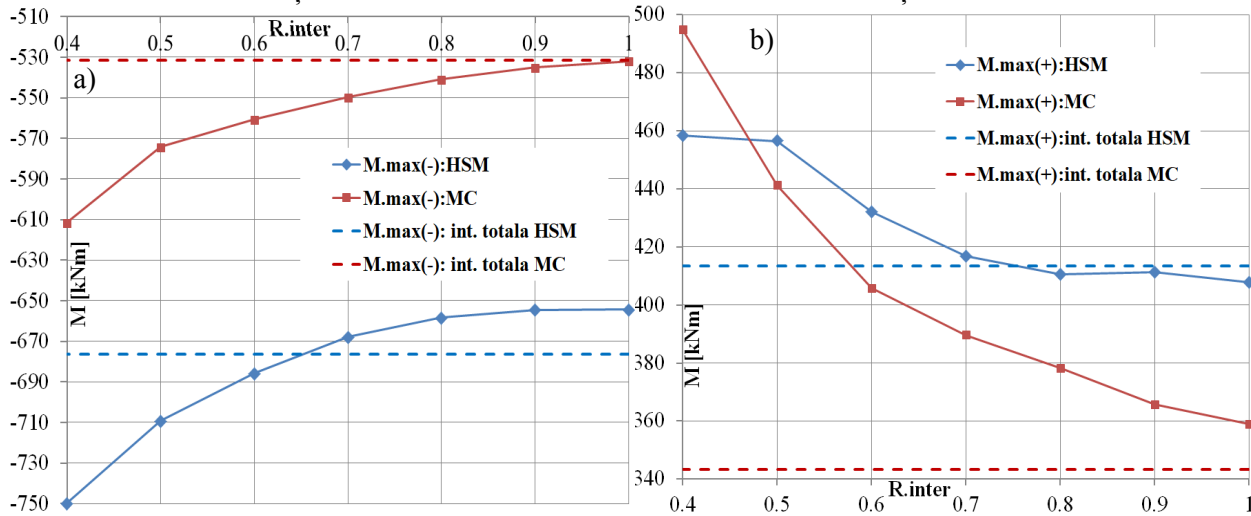 R.inter
0.4 0.5 0.6 0.7 0.8 0.9 1
-510
-530
-550
-570
-590
-610
-630
-650
-670
-690
-710
-730
-750
a)
M [kNm]
M.max(-):HSM
M.max(-):MC
M.max(-): int. totala HSM
M.max(-): int. totala MC
b)
500
480
460
440
420
400
380
360
340
M [kNm]
M.max(+):HSM
M.max(+):MC
M.max(+):int. totala HSM
M.max(+):int. totala MC
R.inter
0.4 0.5 0.6 0.7 0.8 0.9 1